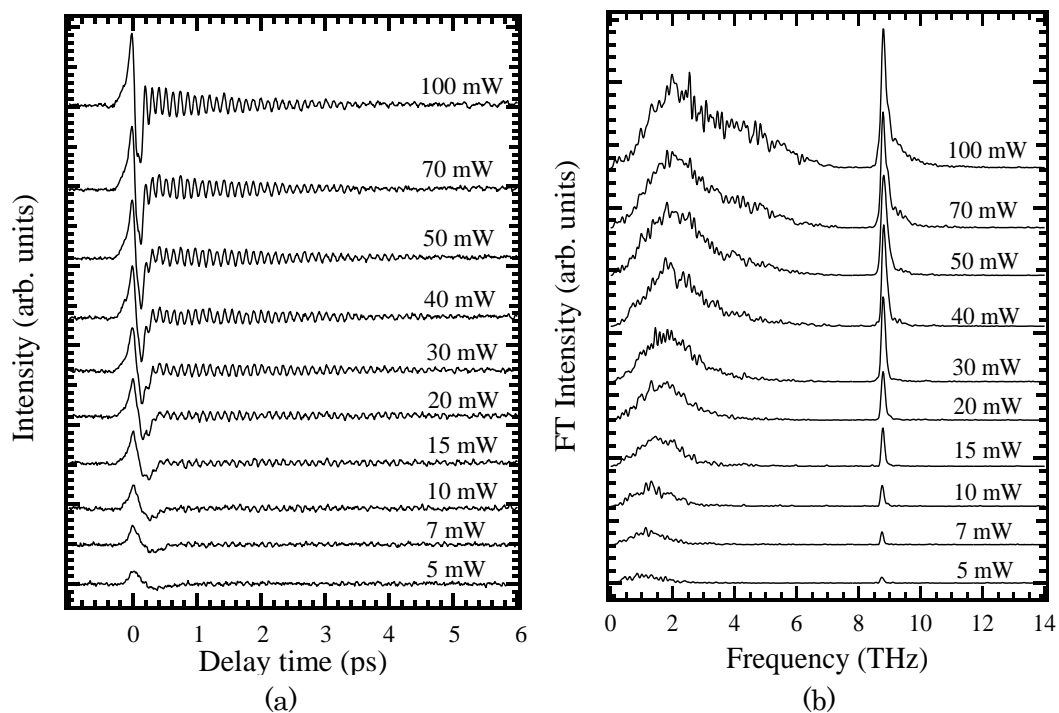 Intensity (arb. units)
100 mW
70 mW
50 mW
40 mW
30 mW
20 mW
15 mW
10 mW
7 mW
5 mW
0 1 2 3 4 5 6
Delay time (ps)
(a)
FT Intensity (arb. units)
100 mW
70 mW
50 mW
40 mW
30 mW
20 mW
15 mW
10 mW
7 mW
5 mW
0 2 4 6 8 10 12 14
Frequency (THz)
(b)